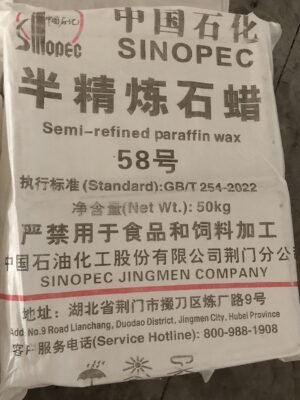 中国石化
SINOPEC
中国石化
SINOPEC
半精炼石蜡
Semi-refined paraffin wax
58号
执行标准(Standard):GB/T 254-2022
净含量(Net Wt.): 50kg
严禁用于食品和饲料加工
中国石油化工股份有限公司荆门分公
SINOPEC JINGMEN COMPANY
地址: 湖北省荆门市掇刀区炼厂路9号
Add: No.9 Road Lianchang, Duodao District, Jingmen City, Hubei Province
客户服务电话(Service Hotline): 800-988-1908